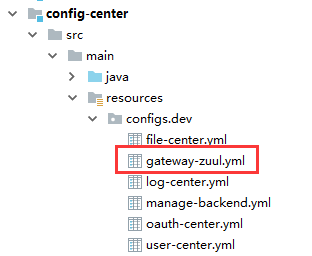 config-center
src
main
java
resources
configs.dev
file-center.yml
gateway-zuul.yml
log-center.yml
manage-backend.yml
oauth-center.yml
user-center.yml